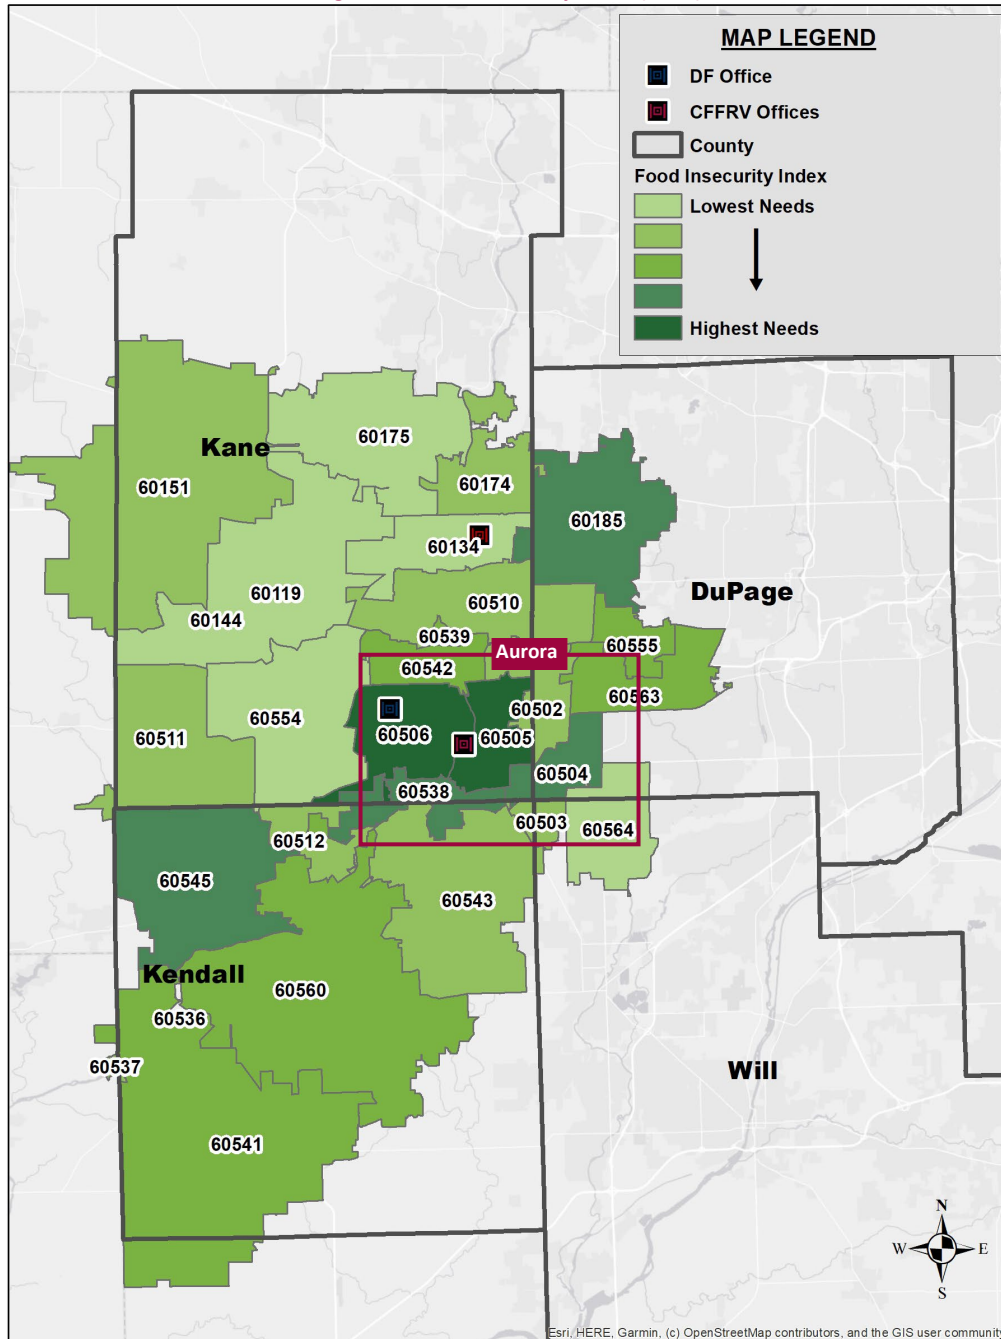 MAP LEGEND
DF Office
CFFRV Offices
County
Food Insecurity Index
Lowest Needs
Highest Needs
Kane
60175
60151
60174
60185
60134
DuPage
60119
60510
60144
60539
60555
Aurora
60542
60563
60502
60554
60506
60505
60511
60504
60538
60503
60564
60512
60545
60543
Kendall
60560
60536
60537
Will
60541
N
W
E
S
Esri, HERE, Garmin, (c) OpenStreetMap contributors, and the GIS user community